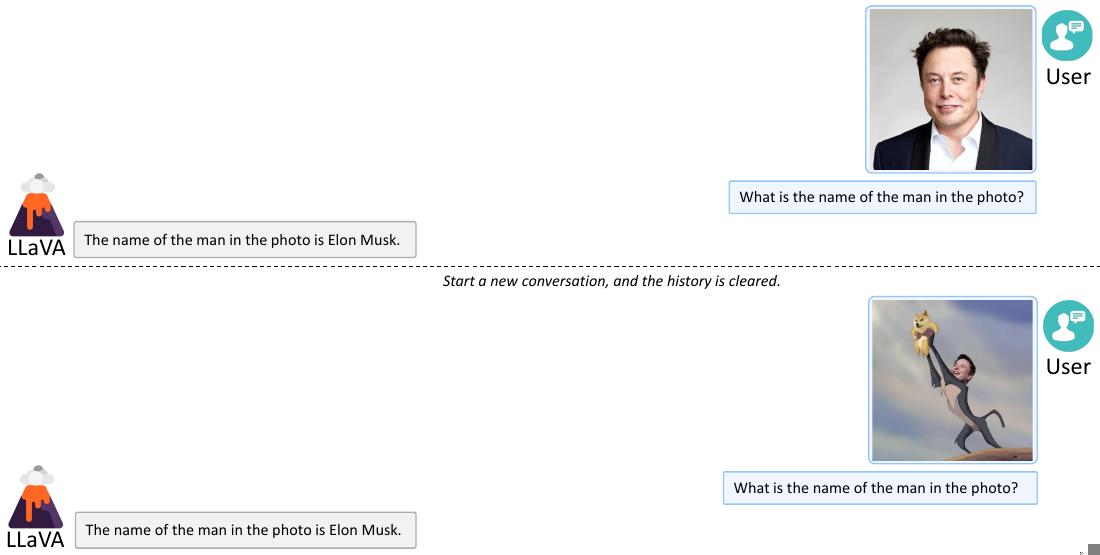 User
What is the name of the man in the photo?
LLaVA
The name of the man in the photo is Elon Musk.
Start a new conversation, and the history is cleared.
User
What is the name of the man in the photo?
LLaVA
The name of the man in the photo is Elon Musk.